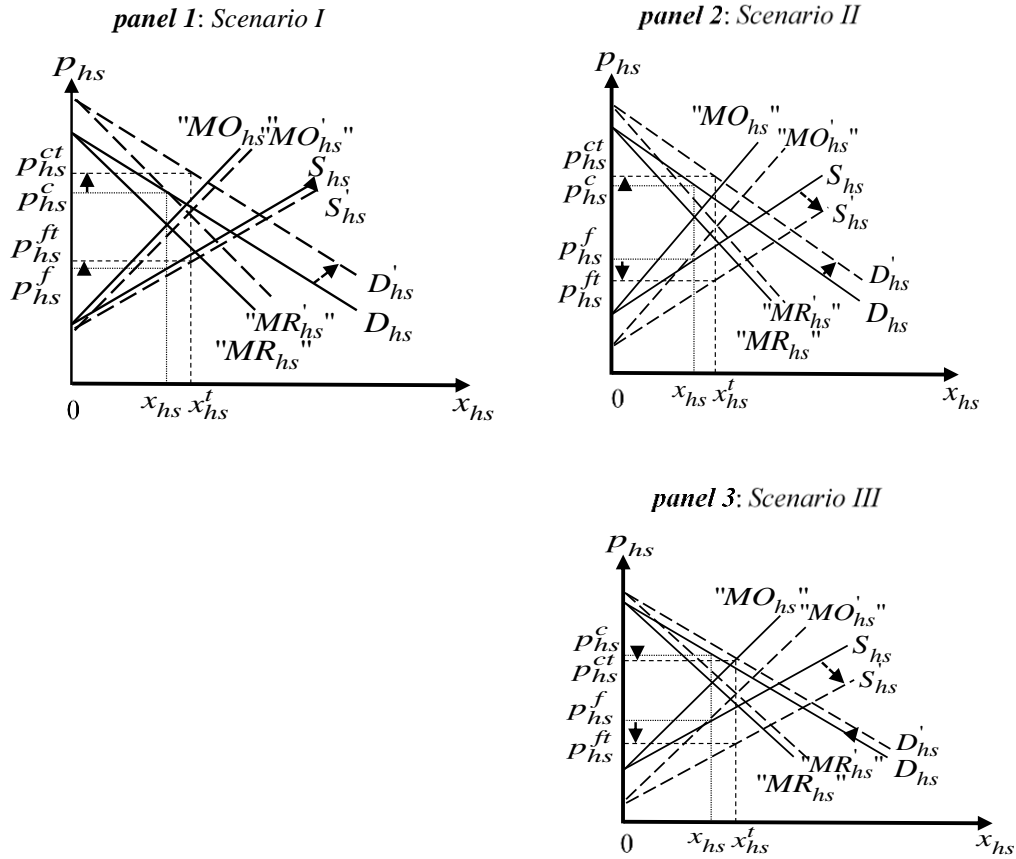 panel 1: Scenario I
p_hs
"MO_hs" "MO'_hs"
p_hs^ct
S_hs
p_hs^c
S'_hs
p_hs^ft
p_hs^f
D'_hs
D_hs
"MR'_hs"
"MR_hs"
0
x_hs x_hs^t
x_hs
panel 2: Scenario II
p_hs
"MO_hs"
"MO'_hs"
p_hs^ct
p_hs^c
S_hs
S'_hs
p_hs^f
p_hs^ft
D'_hs
D_hs
"MR'_hs"
"MR_hs"
0
x_hs x_hs^t
x_hs
panel 3: Scenario III
p_hs
"MO_hs" "MO'_hs"
p_hs^c
p_hs^ct
S_hs
S'_hs
p_hs^f
p_hs^ft
D'_hs
D_hs
"MR'_hs"
"MR_hs"
0
x_hs x_hs^t
x_hs